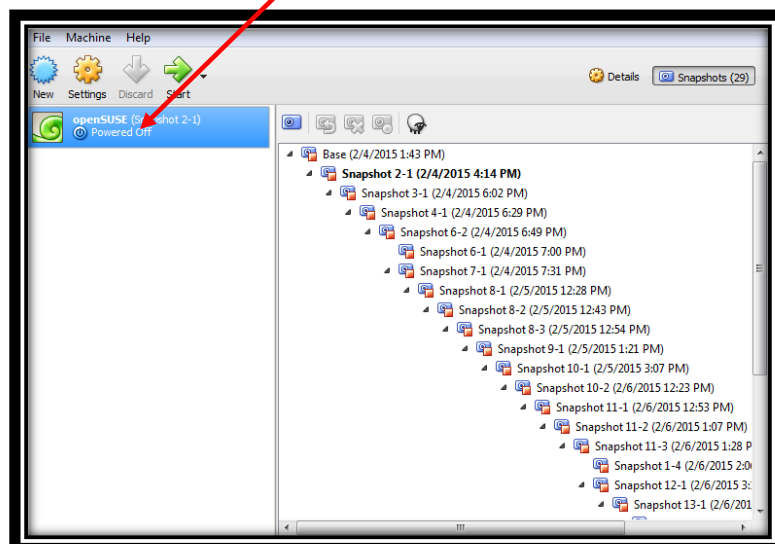 File Machine Help
New Settings Discard Start
Details Snapshots (29)
openSUSE (Snapshot 2-1)
Powered Off
Base (2/4/2015 1:43 PM)
Snapshot 2-1 (2/4/2015 4:14 PM)
Snapshot 3-1 (2/4/2015 6:02 PM)
Snapshot 4-1 (2/4/2015 6:29 PM)
Snapshot 6-2 (2/4/2015 6:49 PM)
Snapshot 6-1 (2/4/2015 7:00 PM)
Snapshot 7-1 (2/4/2015 7:31 PM)
Snapshot 8-1 (2/5/2015 12:28 PM)
Snapshot 8-2 (2/5/2015 12:43 PM)
Snapshot 8-3 (2/5/2015 12:54 PM)
Snapshot 9-1 (2/5/2015 1:21 PM)
Snapshot 10-1 (2/5/2015 3:07 PM)
Snapshot 10-2 (2/6/2015 12:23 PM)
Snapshot 11-1 (2/6/2015 12:53 PM)
Snapshot 11-2 (2/6/2015 1:07 PM)
Snapshot 11-3 (2/6/2015 1:28 P
Snapshot 1-4 (2/6/2015 2:0
Snapshot 12-1 (2/6/2015 3:
Snapshot 13-1 (2/6/201